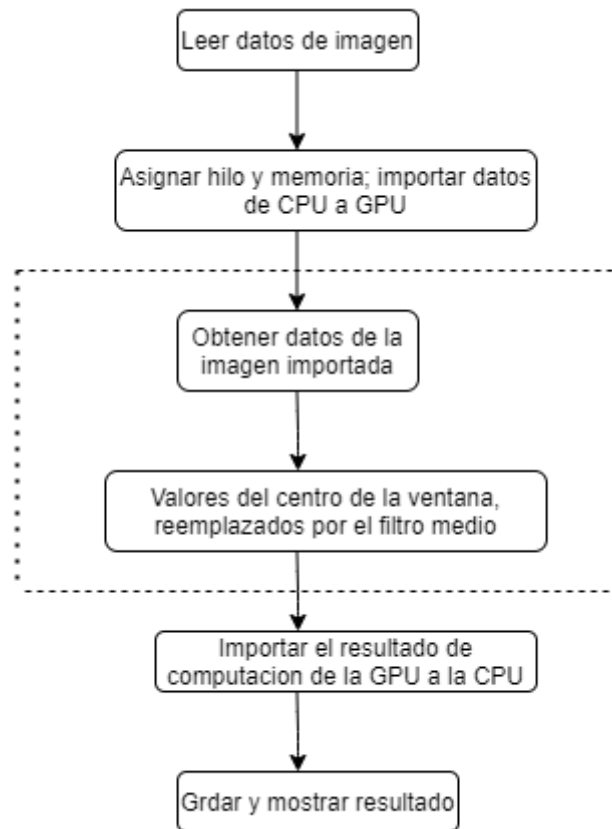 Leer datos de imagen
Asignar hilo y memoria; importar datos
de CPU a GPU
Obtener datos de la
imagen importada
Valores del centro de la ventana,
reemplazados por el filtro medio
Importar el resultado de
computacion de la GPU a la CPU
Grdar y mostrar resultado